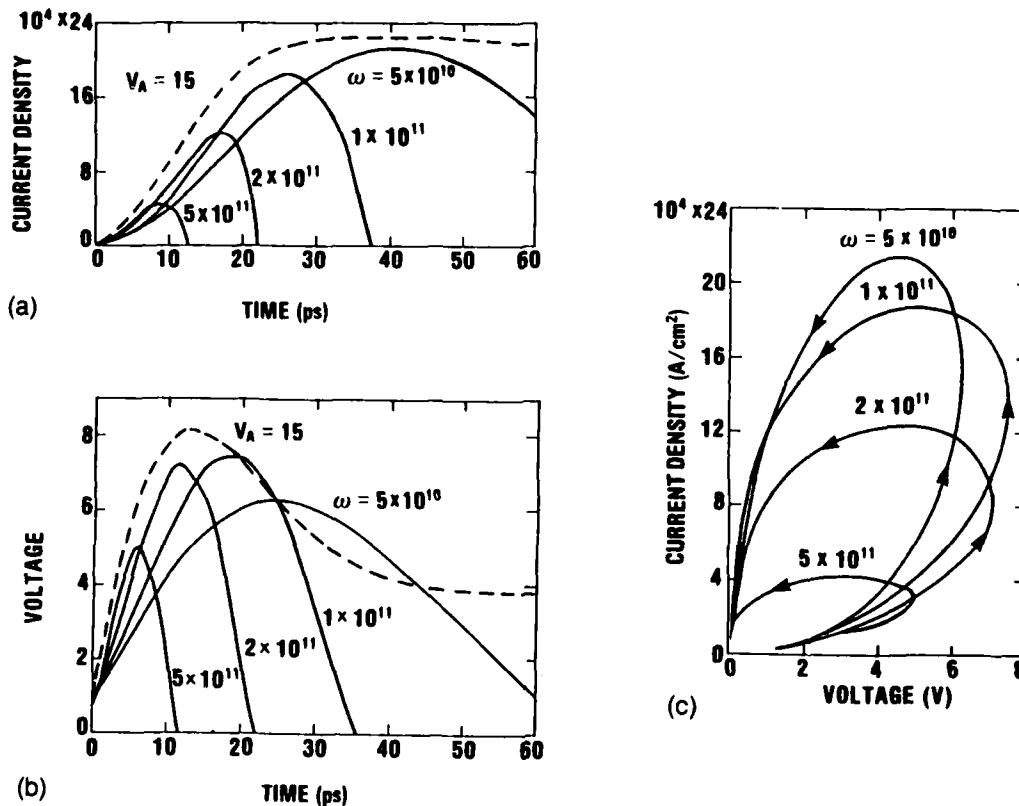 10⁴ × 24
16
8
0
CURRENT DENSITY
V_A = 15
ω = 5×10¹⁰
1 × 10¹¹
2 × 10¹¹
5 × 10¹¹
0 10 20 30 40 50 60
TIME (ps)
(a)
8
6
4
2
0
VOLTAGE
V_A = 15
ω = 5×10¹⁰
1 × 10¹¹
2 × 10¹¹
5 × 10¹¹
0 10 20 30 40 50 60
TIME (ps)
(b)
10⁴ × 24
20
16
12
8
4
0
CURRENT DENSITY (A/cm²)
ω = 5 × 10¹⁰
1 × 10¹¹
2 × 10¹¹
5 × 10¹¹
0 2 4 6 8
VOLTAGE (V)
(c)